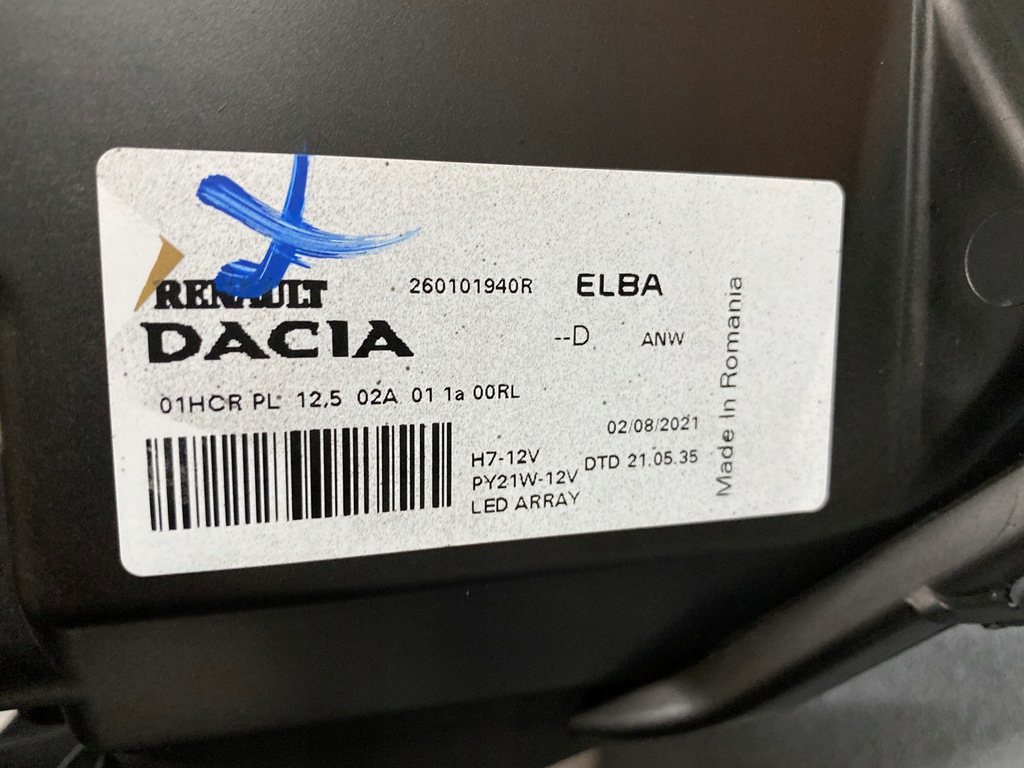 RENAULT 260101940R ELBA
DACIA --D ANW
01HCR PL 12,5 02A 01 1a 00RL
02/08/2021
H7-12V DTD 21.05.35
PY21W-12V
LED ARRAY
Made In Romania